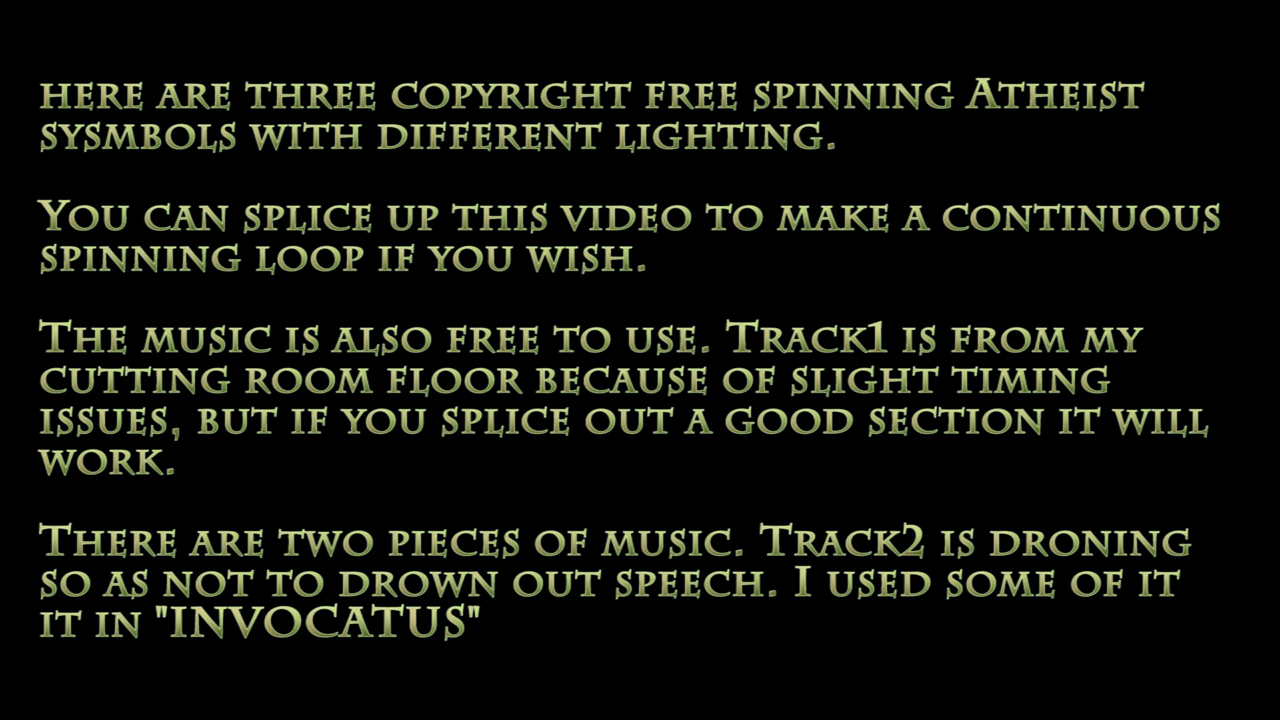 here are three copyright free spinning Atheist
sysmbols with different lighting.
You can splice up this video to make a continuous
spinning loop if you wish.
The music is also free to use. Track1 is from my
cutting room floor because of slight timing
issues, but if you splice out a good section it will
work.
There are two pieces of music. Track2 is droning
so as not to drown out speech. I used some of it
it in "INVOCATUS"